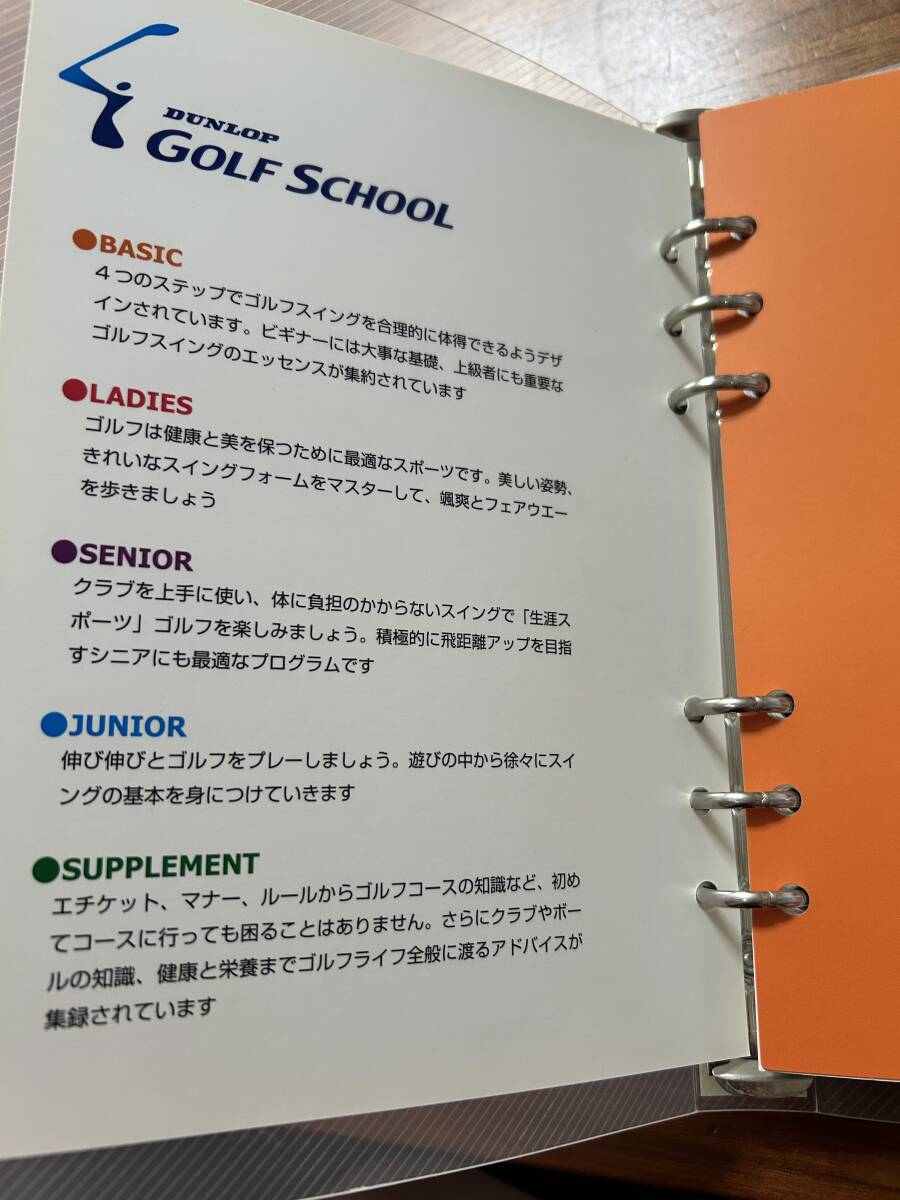 DUNLOP
GOLF SCHOOL
●BASIC
4つのステップでゴルフスイングを合理的に体得できるようデザ
インされています。ビギナーには大事な基礎、上級者にも重要な
ゴルフスイングのエッセンスが集約されています
●LADIES
ゴルフは健康と美を保つために最適なスポーツです。美しい姿勢、
きれいなスイングフォームをマスターして、颯爽とフェアウエー
を歩きましょう
●SENIOR
クラブを上手に使い、体に負担のかからないスイングで「生涯ス
ポーツ」ゴルフを楽しみましょう。積極的に飛距離アップを目指
すシニアにも最適なプログラムです
●JUNIOR
伸び伸びとゴルフをプレーしましょう。遊びの中から徐々にスイ
ングの基本を身につけていきます
●SUPPLEMENT
エチケット、マナー、ルールからゴルフコースの知識など、初め
てコースに行っても困ることはありません。さらにクラブやボー
ルの知識、健康と栄養までゴルフライフ全般に渡るアドバイスが
集録されています